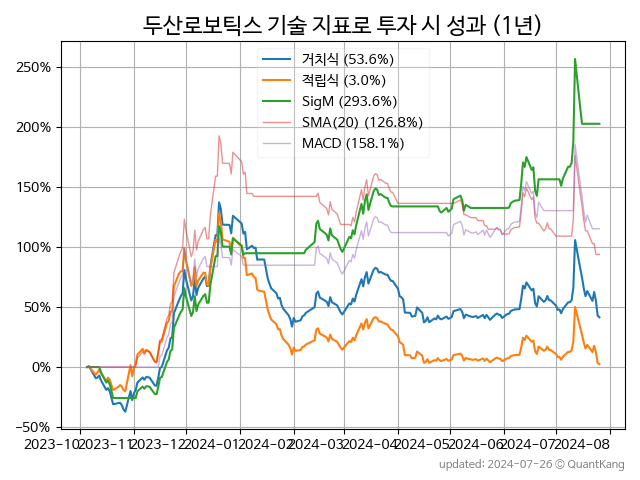 두산로보틱스 기술 지표로 투자 시 성과 (1년)
거치식 (53.6%)
적립식 (3.0%)
SigM (293.6%)
SMA(20) (126.8%)
MACD (158.1%)
250%
200%
150%
100%
50%
0%
−50%
2023-10 2023-11 2023-12 2024-01 2024-02 2024-03 2024-04 2024-05 2024-06 2024-07 2024-08
updated: 2024-07-26 © QuantKang